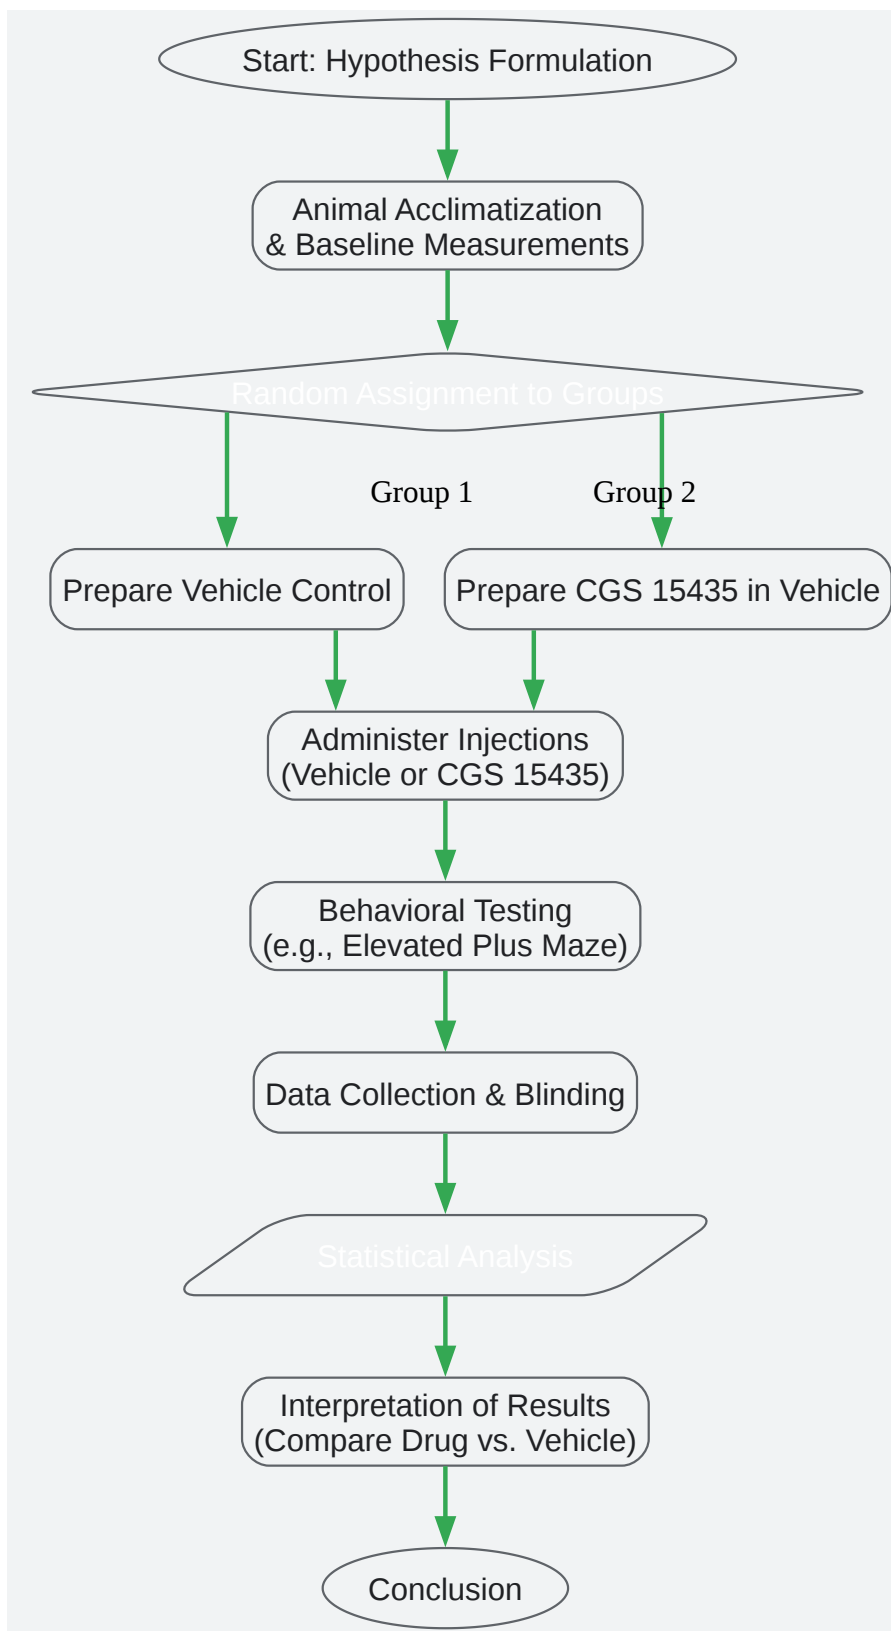 Start: Hypothesis Formulation
Animal Acclimatization
& Baseline Measurements
Random Assignment to Groups
Group 1
Group 2
Prepare Vehicle Control
Prepare CGS 15435 in Vehicle
Administer Injections
(Vehicle or CGS 15435)
Behavioral Testing
(e.g., Elevated Plus Maze)
Data Collection & Blinding
Statistical Analysis
Interpretation of Results
(Compare Drug vs. Vehicle)
Conclusion